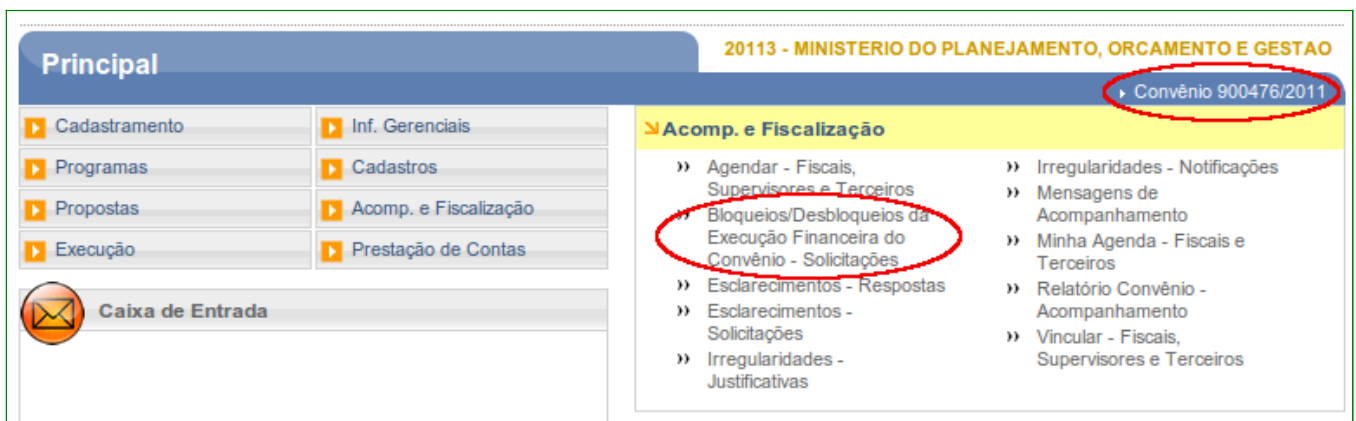 Principal
20113 - MINISTERIO DO PLANEJAMENTO, ORCAMENTO E GESTAO
Convênio 900476/2011
Cadastramento
Inf. Gerenciais
Programas
Cadastros
Propostas
Acomp. e Fiscalização
Execução
Prestação de Contas
Caixa de Entrada
Acomp. e Fiscalização
Agendar - Fiscais,
Supervisores e Terceiros
Bloqueios/Desbloqueios da
Execução Financeira do
Convênio - Solicitações
Esclarecimentos - Respostas
Esclarecimentos -
Solicitações
Irregularidades -
Justificativas
Irregularidades - Notificações
Mensagens de
Acompanhamento
Minha Agenda - Fiscais e
Terceiros
Relatório Convênio -
Acompanhamento
Vincular - Fiscais,
Supervisores e Terceiros